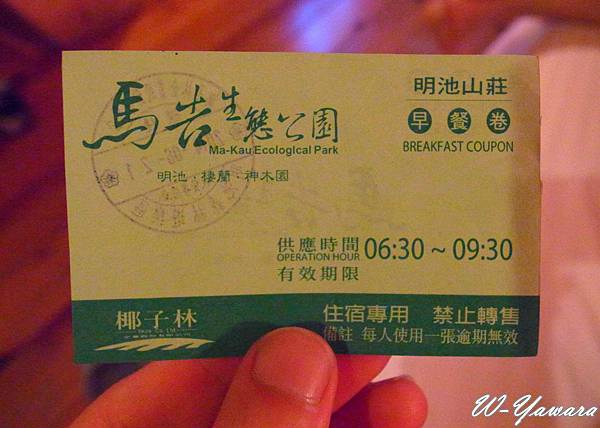 馬告生態公園
Ma-Kau Ecological Park
明池．棲蘭．神木園
明池山莊
早餐卷
BREAKFAST COUPON
供應時間 06:30 ~ 09:30
OPERATION HOUR
有效期限
椰子林
住宿專用 禁止轉售
備註 每人使用一張逾期無效
W-Yawara